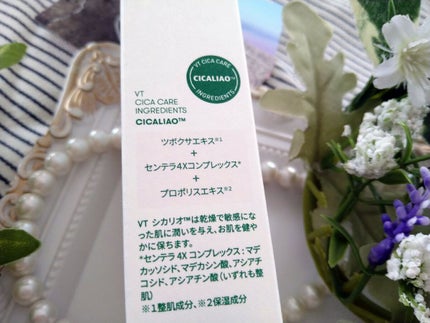 VT CICA CARE
CICALIAO™
INGREDIENTS
VT
CICA CARE
INGREDIENTS
CICALIAO™
ツボクサエキス※1
+
センテラ4Xコンプレックス*
+
プロポリスエキス※2
VT シカリオ™は乾燥で敏感にな
った肌に潤いを与え、お肌を健や
かに保ちます。
*センテラ 4X コンプレックス : マデ
カッソシド、マデカシン酸、アシアチ
コシド、アシアチン酸（いずれも整
肌）
※1整肌成分、※2保湿成分